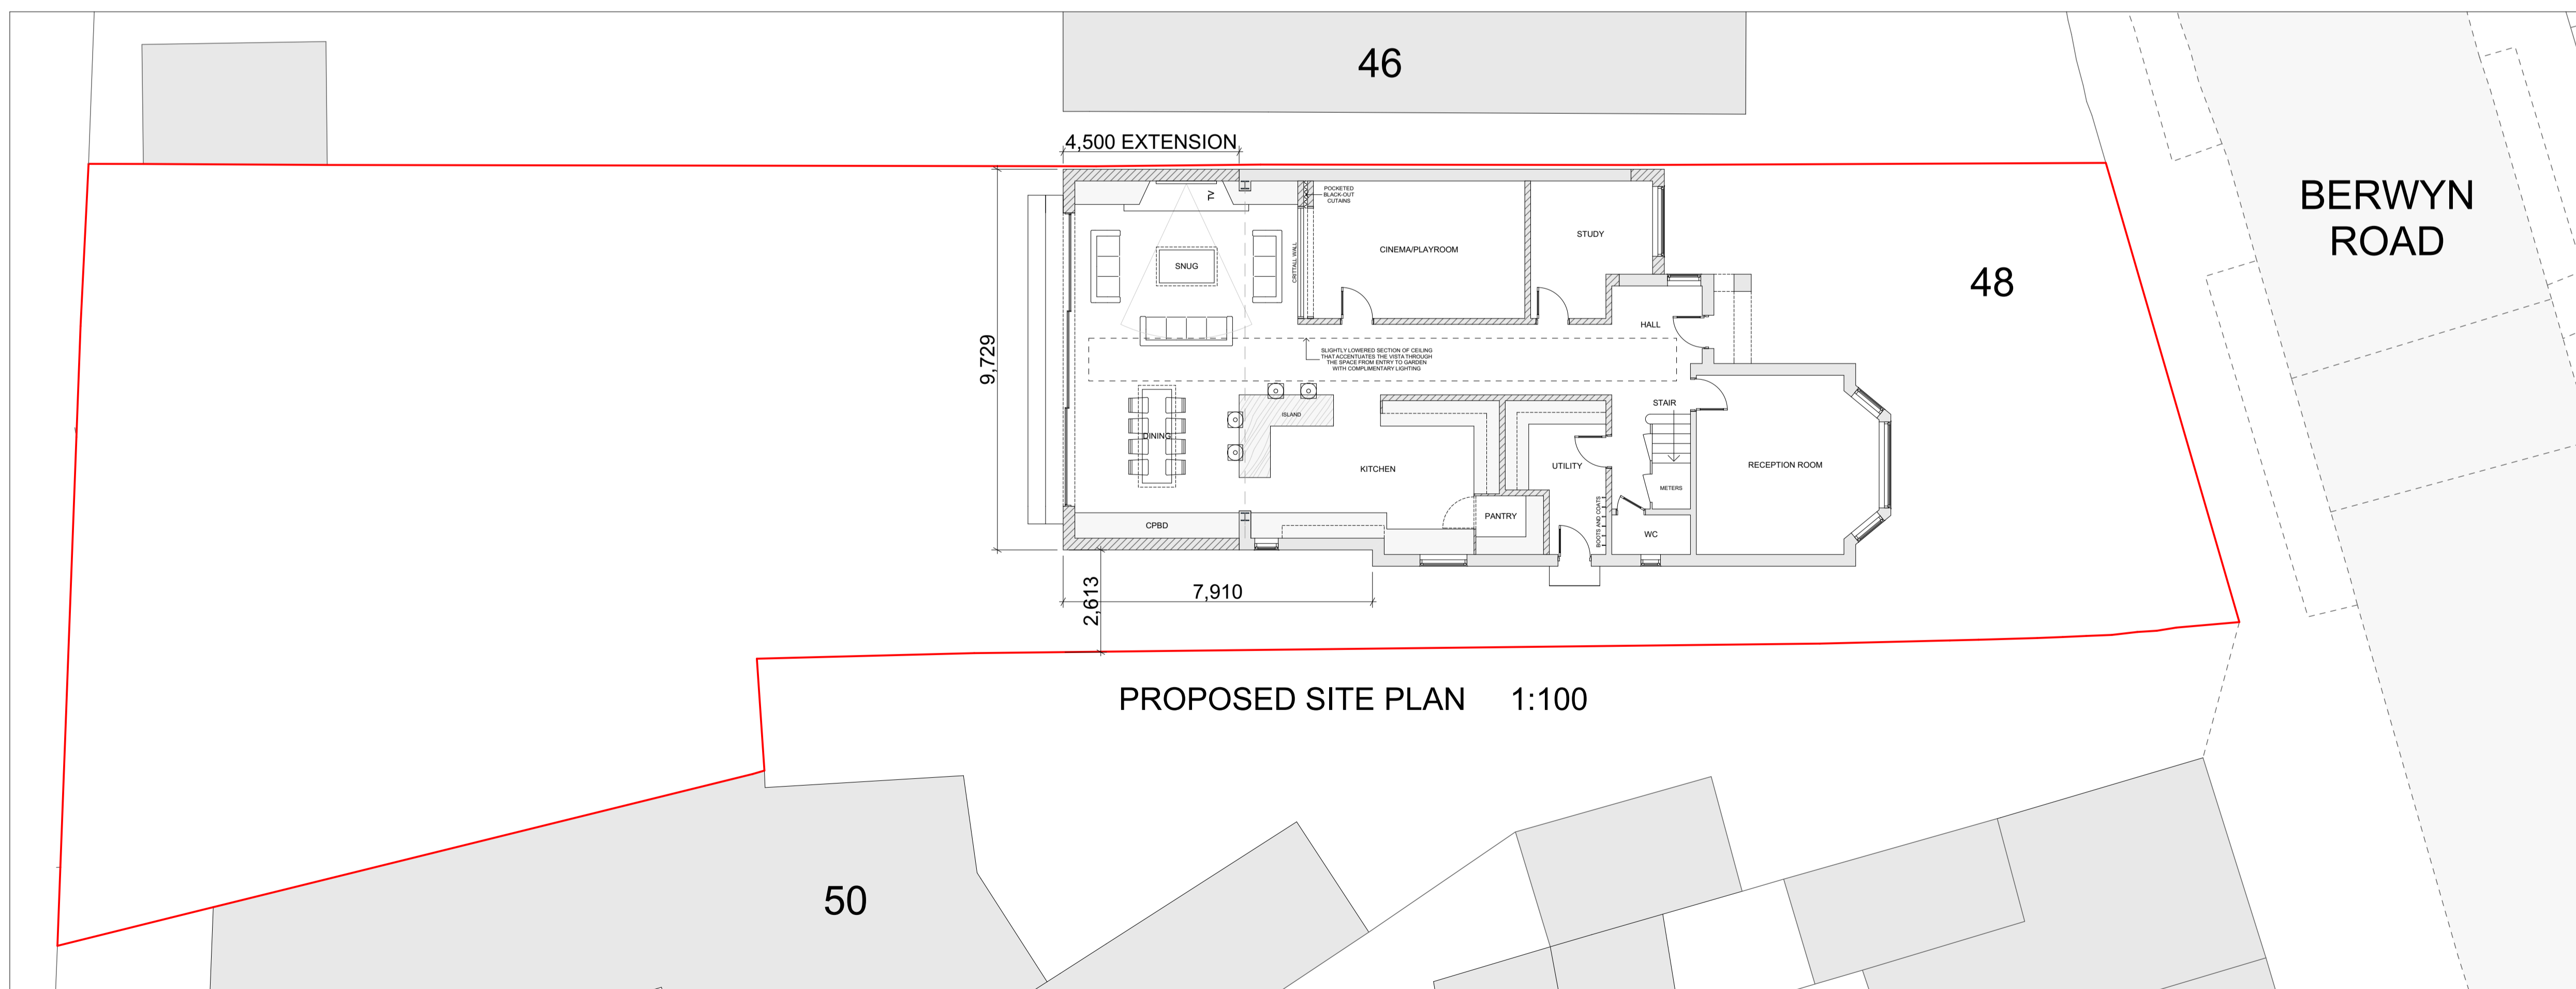 46
4,500 EXTENSION
BERWYN
ROAD
POCKETED
BLACK-OUT
CUTAINS
TV
CINEMA/PLAYROOM
STUDY
CRITTALL WALL
SNUG
48
HALL
9,729
SLIGHTLY LOWERED SECTION OF CEILING
THAT ACCENTUATES THE VISTA THROUGH
THE SPACE FROM ENTRY TO GARDEN
WITH COMPLIMENTARY LIGHTING
STAIR
ISLAND
DINING
KITCHEN
UTILITY
RECEPTION ROOM
METERS
BOOTS AND COATS
PANTRY
CPBD
WC
7,910
2,613
PROPOSED SITE PLAN 1:100
50